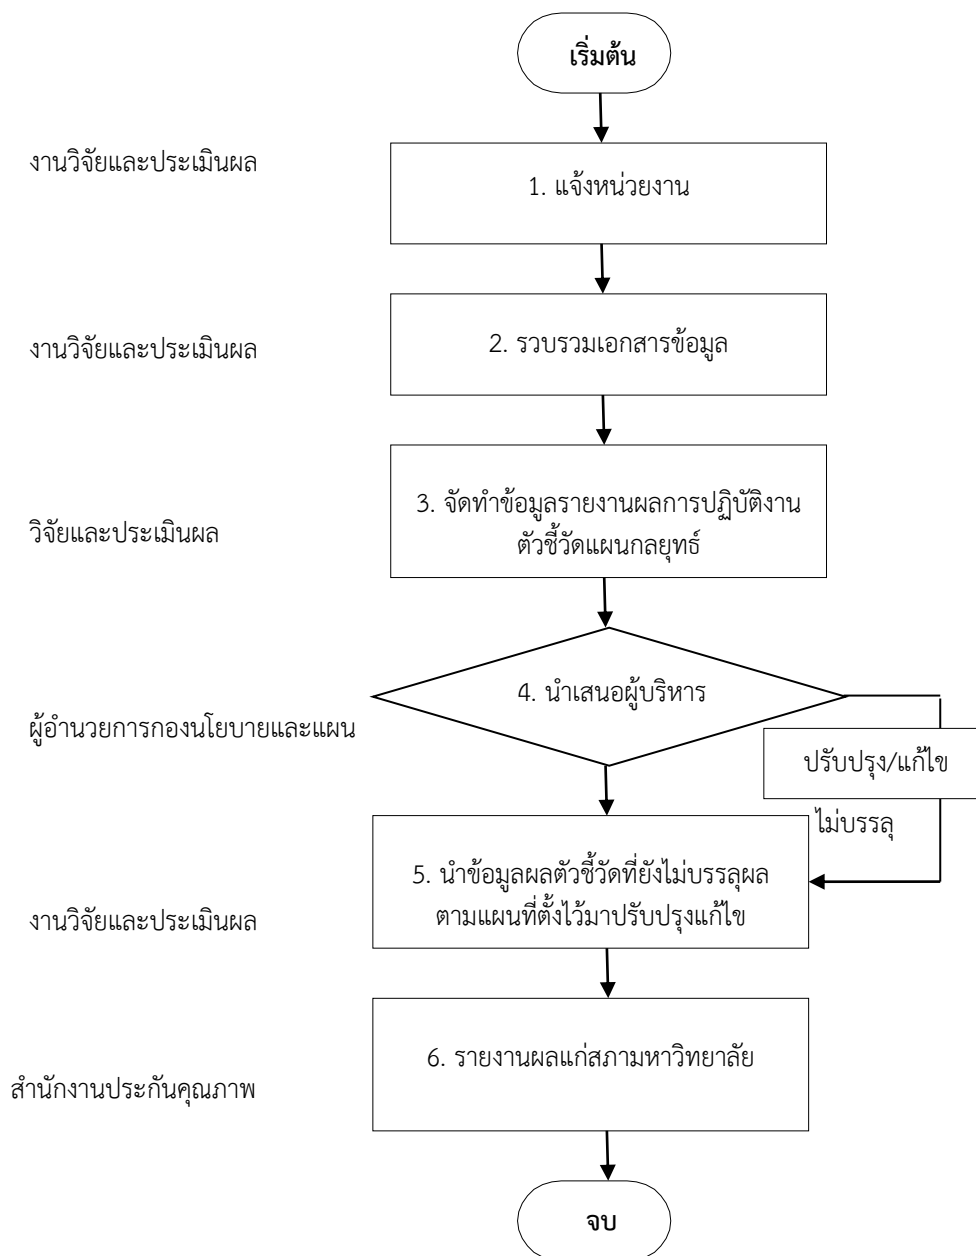 เริ่มต้น
งานวิจัยและประเมินผล
1. แจ้งหน่วยงาน
งานวิจัยและประเมินผล
2. รวบรวมเอกสารข้อมูล
3. จัดทำข้อมูลรายงานผลการปฏิบัติงาน
ตัวชี้วัดแผนกลยุทธ์
วิจัยและประเมินผล
4. นำเสนอผู้บริหาร
ผู้อำนวยการกองนโยบายและแผน
ปรับปรุง/แก้ไข
ไม่บรรลุ
5. นำข้อมูลผลตัวชี้วัดที่ยังไม่บรรลุผล
ตามแผนที่ตั้งไว้มาปรับปรุงแก้ไข
งานวิจัยและประเมินผล
6. รายงานผลแก่สภามหาวิทยาลัย
สำนักงานประกันคุณภาพ
จบ